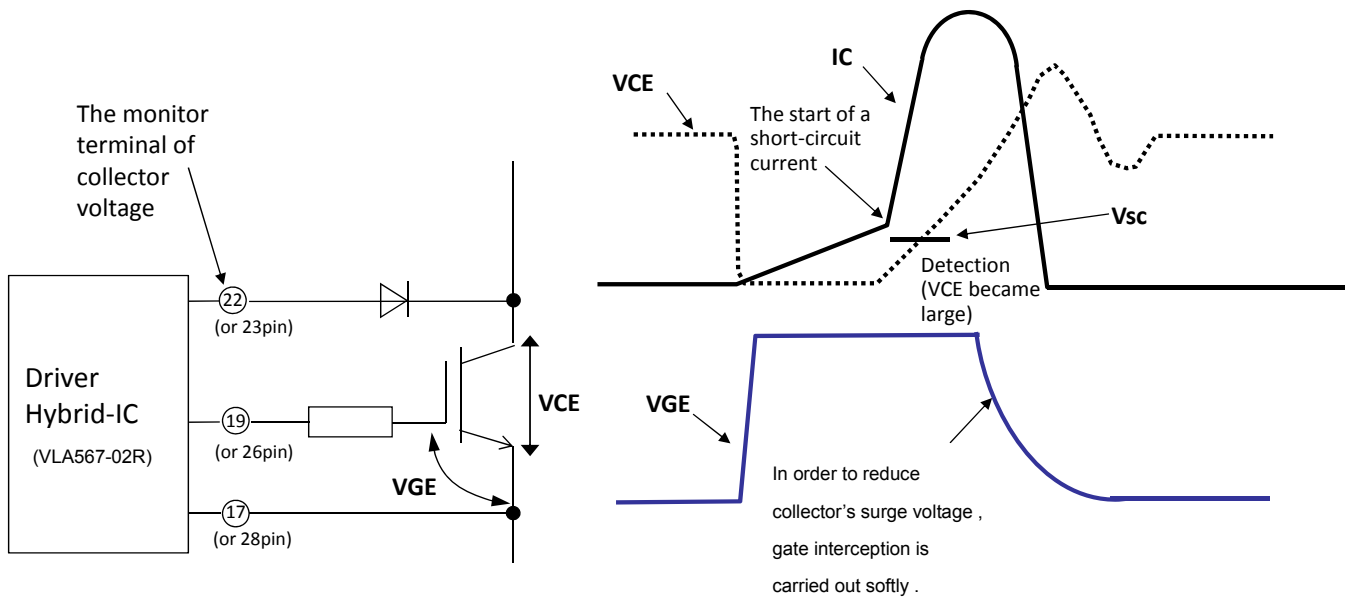 The monitor
terminal of
collector
voltage
22
(or 23pin)
Driver
Hybrid-IC
(VLA567-02R)
19
(or 26pin)
VCE
VGE
17
(or 28pin)
VCE
IC
The start of a
short-circuit
current
Vsc
Detection
(VCE became
large)
VGE
In order to reduce
collector’s surge voltage ,
gate interception is
carried out softly .